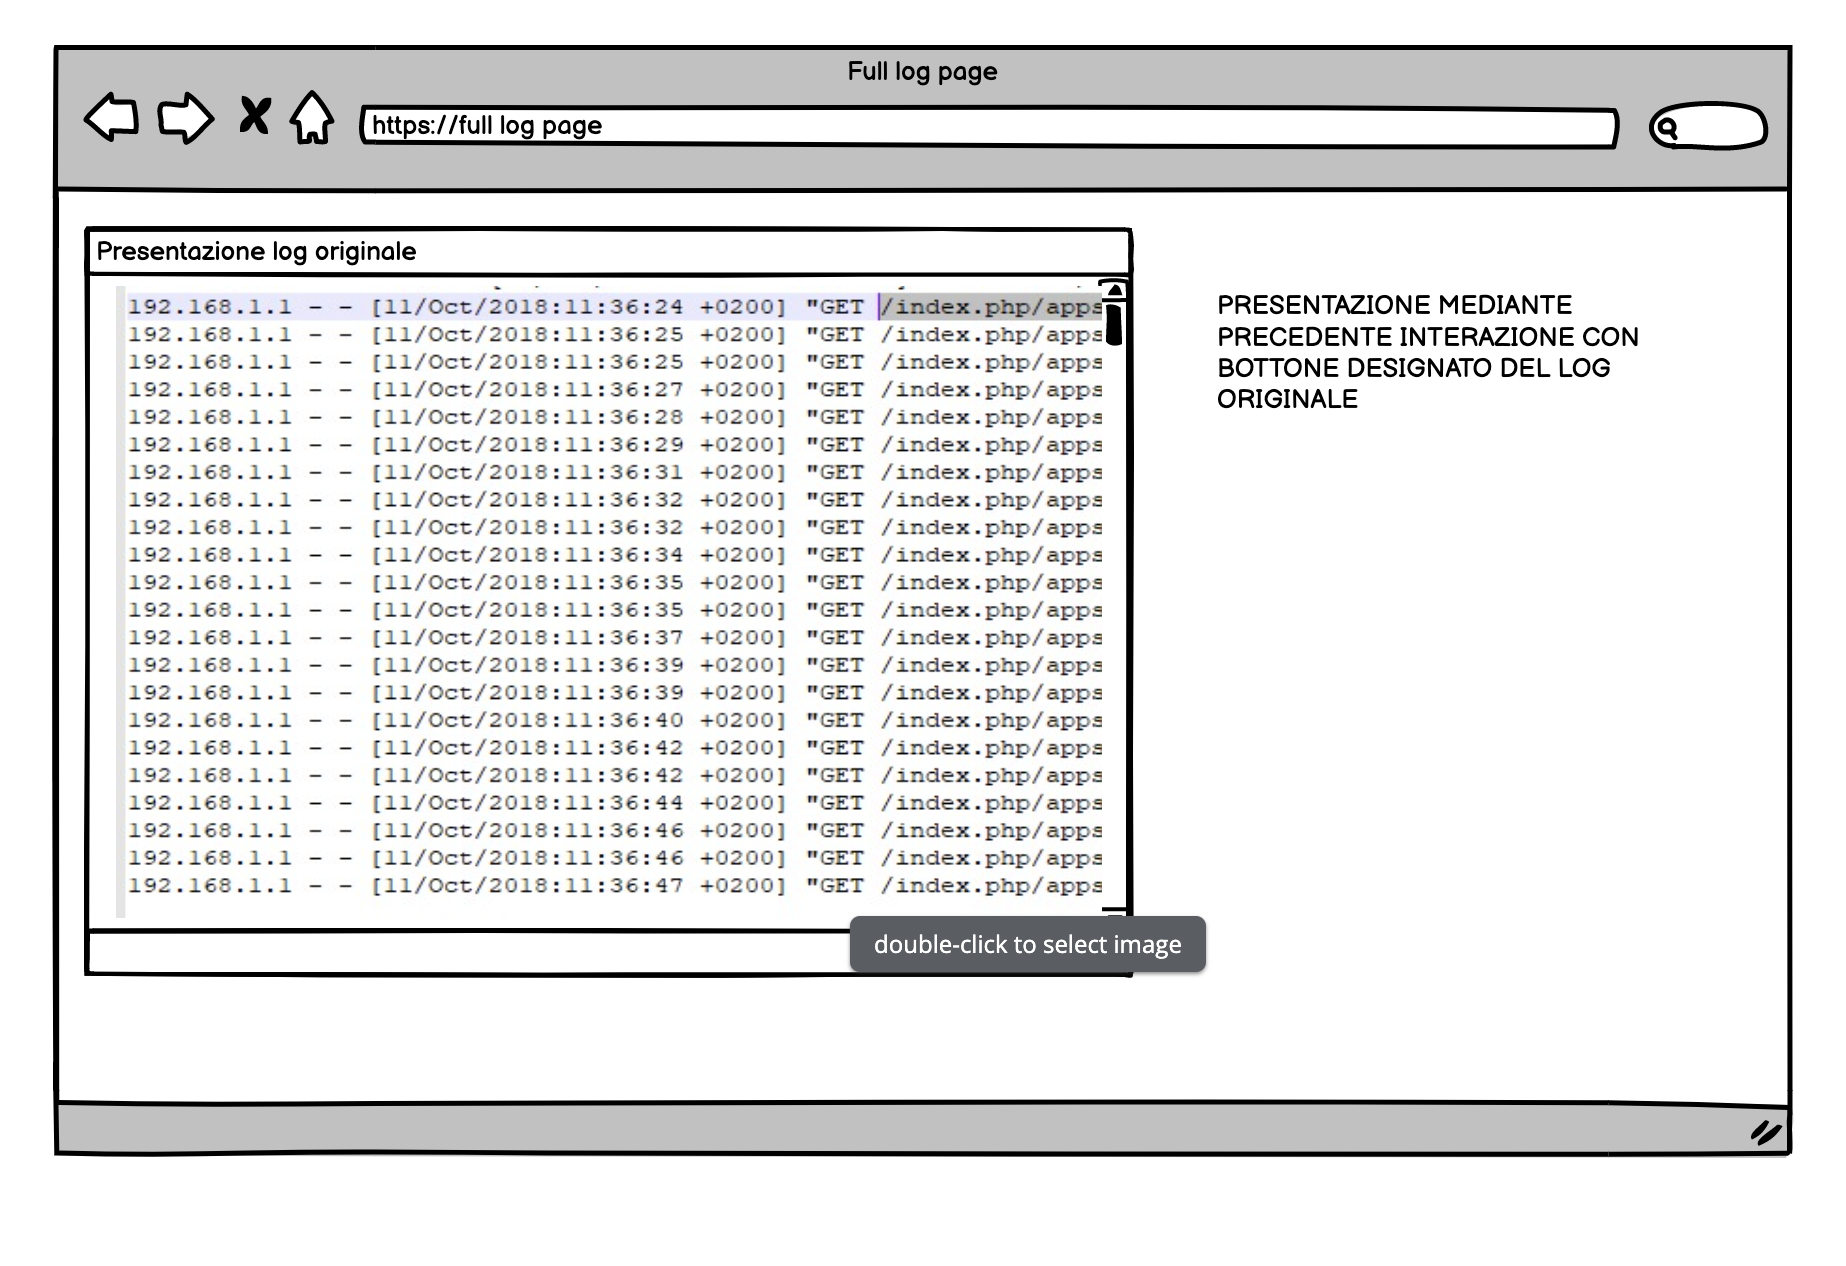 Full log page
https://full log page
Presentazione log originale
192.168.1.1 - - [11/Oct/2018:11:36:24 +0200] "GET /index.php/apps
192.168.1.1 - - [11/Oct/2018:11:36:25 +0200] "GET /index.php/apps
192.168.1.1 - - [11/Oct/2018:11:36:25 +0200] "GET /index.php/apps
192.168.1.1 - - [11/Oct/2018:11:36:27 +0200] "GET /index.php/apps
192.168.1.1 - - [11/Oct/2018:11:36:28 +0200] "GET /index.php/apps
192.168.1.1 - - [11/Oct/2018:11:36:29 +0200] "GET /index.php/apps
192.168.1.1 - - [11/Oct/2018:11:36:31 +0200] "GET /index.php/apps
192.168.1.1 - - [11/Oct/2018:11:36:32 +0200] "GET /index.php/apps
192.168.1.1 - - [11/Oct/2018:11:36:32 +0200] "GET /index.php/apps
192.168.1.1 - - [11/Oct/2018:11:36:34 +0200] "GET /index.php/apps
192.168.1.1 - - [11/Oct/2018:11:36:35 +0200] "GET /index.php/apps
192.168.1.1 - - [11/Oct/2018:11:36:35 +0200] "GET /index.php/apps
192.168.1.1 - - [11/Oct/2018:11:36:37 +0200] "GET /index.php/apps
192.168.1.1 - - [11/Oct/2018:11:36:39 +0200] "GET /index.php/apps
192.168.1.1 - - [11/Oct/2018:11:36:39 +0200] "GET /index.php/apps
192.168.1.1 - - [11/Oct/2018:11:36:40 +0200] "GET /index.php/apps
192.168.1.1 - - [11/Oct/2018:11:36:42 +0200] "GET /index.php/apps
192.168.1.1 - - [11/Oct/2018:11:36:42 +0200] "GET /index.php/apps
192.168.1.1 - - [11/Oct/2018:11:36:44 +0200] "GET /index.php/apps
192.168.1.1 - - [11/Oct/2018:11:36:46 +0200] "GET /index.php/apps
192.168.1.1 - - [11/Oct/2018:11:36:46 +0200] "GET /index.php/apps
192.168.1.1 - - [11/Oct/2018:11:36:47 +0200] "GET /index.php/apps
double-click to select image
PRESENTAZIONE MEDIANTE
PRECEDENTE INTERAZIONE CON
BOTTONE DESIGNATO DEL LOG
ORIGINALE